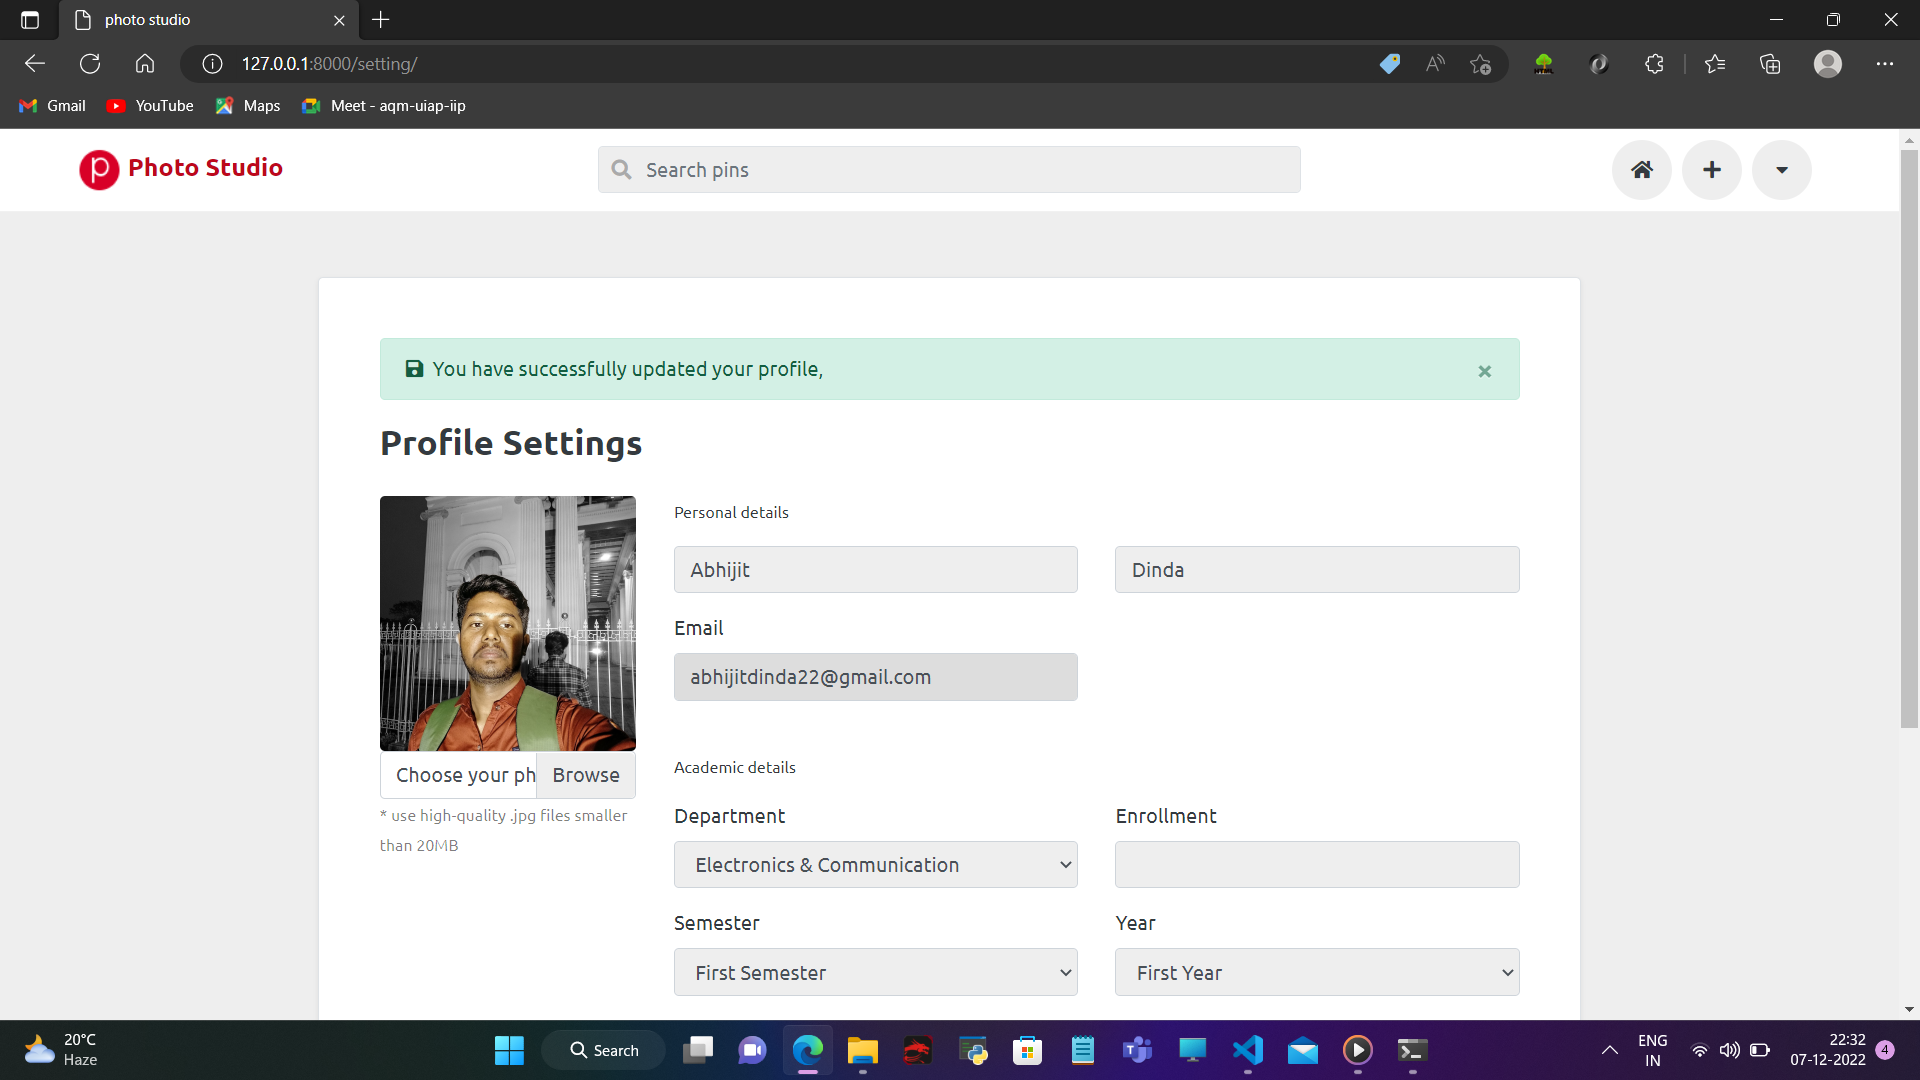 photo studio
127.0.0.1:8000/setting/
Gmail
YouTube
Maps
Meet - aqm-uiap-iip
Photo Studio
Search pins
You have successfully updated your profile,
×
Profile Settings
Personal details
Abhijit
Dinda
Email
abhijitdinda22@gmail.com
Choose your ph
Browse
* use high-quality .jpg files smaller
than 20MB
Academic details
Department
Enrollment
Electronics & Communication
Semester
Year
First Semester
First Year
20°C
Haze
Search
ENG
IN
22:32
07-12-2022
4